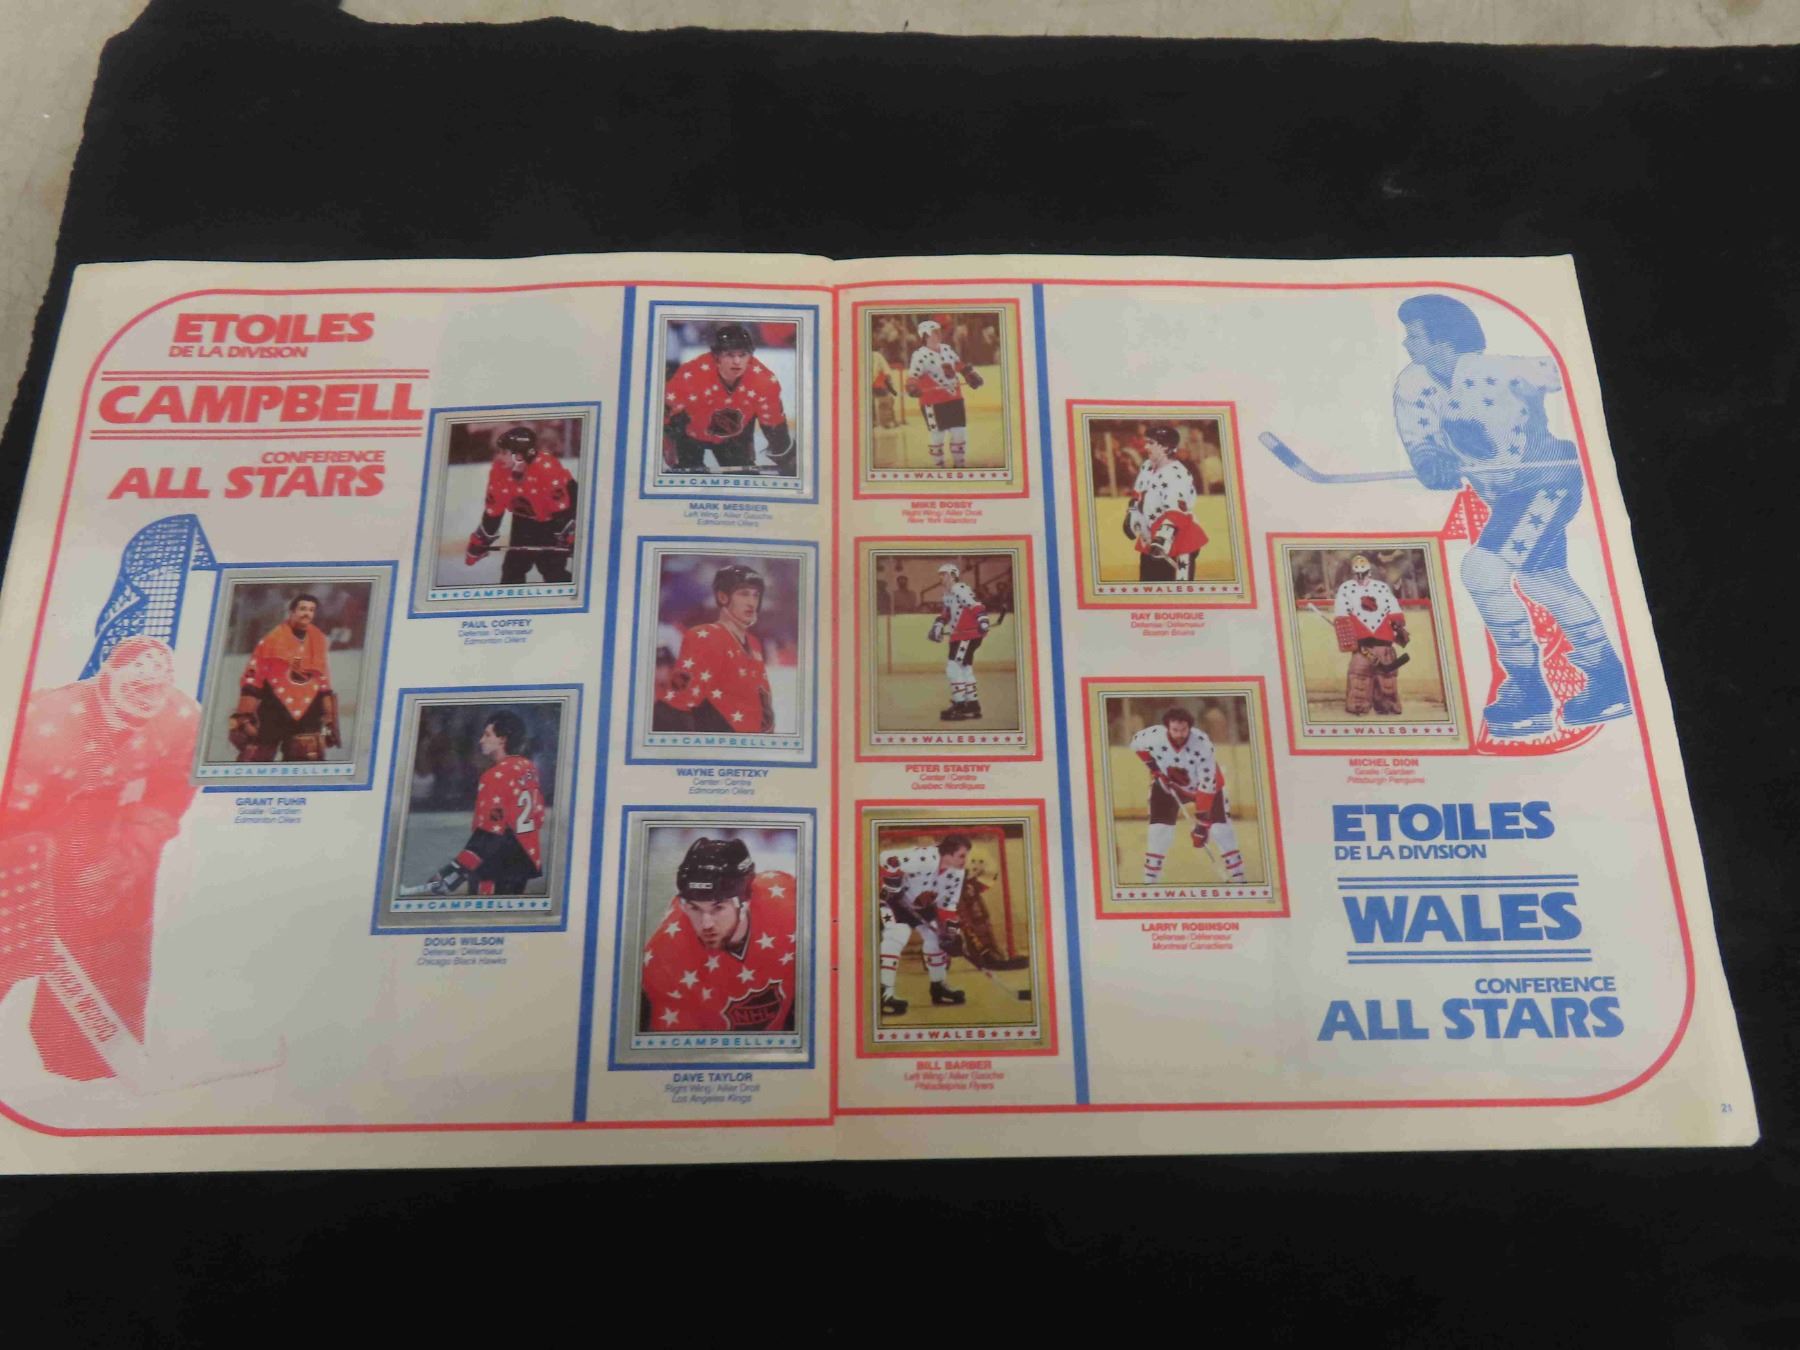 ETOILES
DE LA DIVISION
CAMPBELL
CONFERENCE
ALL STARS
★★★CAMPBELL★★★
GRANT FUHR
Goalie / Gardien
Edmonton Oilers
★★★CAMPBELL★★★
PAUL COFFEY
Defense / Défenseur
Edmonton Oilers
2
★★★CAMPBELL★★★
DOUG WILSON
Defense / Défenseur
Chicago Black Hawks
★★★CAMPBELL★★★
MARK MESSIER
Left Wing / Ailier Gauche
Edmonton Oilers
★★★CAMPBELL★★★
WAYNE GRETZKY
Center / Centre
Edmonton Oilers
CCM
NHL
★★★CAMPBELL★★★
DAVE TAYLOR
Right Wing / Ailier Droit
Los Angeles Kings
★★★★WALES★★★★
MIKE BOSSY
Right Wing / Ailier Droit
New York Islanders
★★★★WALES★★★★
PETER STASTNY
Center / Centre
Quebec Nordiques
★★★★WALES★★★★
BILL BARBER
Left Wing / Ailier Gauche
Philadelphia Flyers
★★★★WALES★★★★
RAY BOURQUE
Defense / Défenseur
Boston Bruins
★★★★WALES★★★★
LARRY ROBINSON
Defense / Défenseur
Montreal Canadiens
★★★★WALES★★★★
MICHEL DION
Goalie / Gardien
Pittsburgh Penguins
ETOILES
DE LA DIVISION
WALES
CONFERENCE
ALL STARS
21